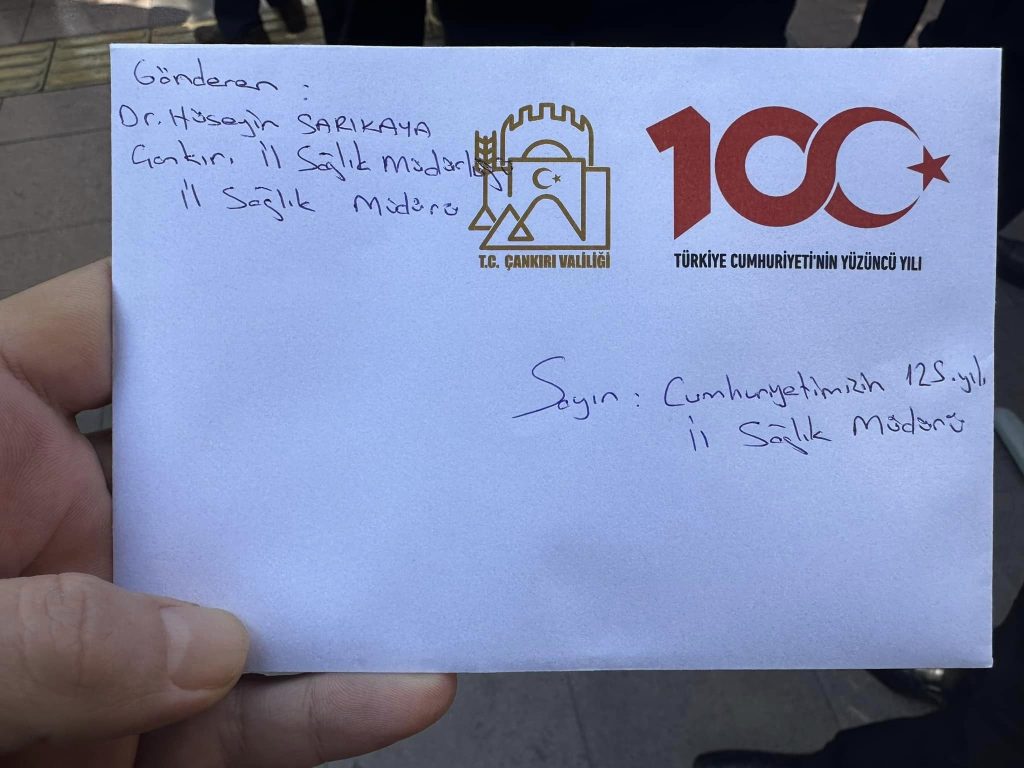 Gönderen :
Dr. Hüseyin SARIKAYA
Çankırı İl Sağlık Müdürlüğü
İl Sağlık Müdürü
T.C. ÇANKIRI VALİLİĞİ
100
TÜRKİYE CUMHURİYETİ'NİN YÜZÜNCÜ YILI
Sayın : Cumhuriyetimizin 125.yılı
İl Sağlık Müdürü